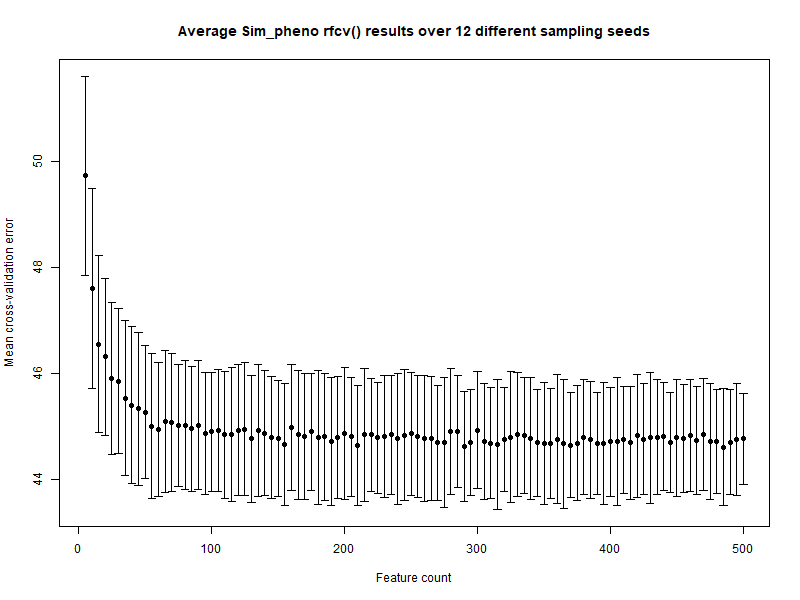 Average Sim_pheno rfcv() results over 12 different sampling seeds
Mean cross-validation error
50
48
46
44
0 100 200 300 400 500
Feature count